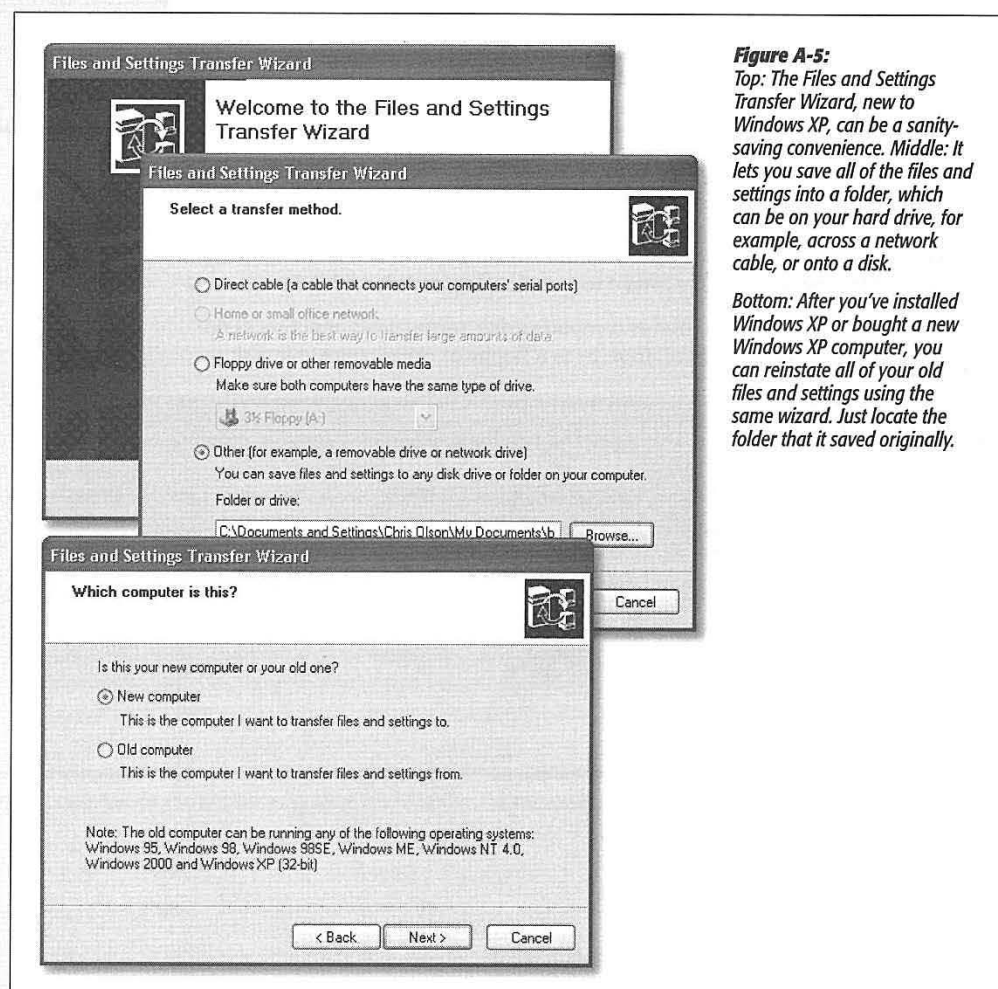 Files and Settings Transfer Wizard
Welcome to the Files and Settings
Transfer Wizard
Files and Settings Transfer Wizard
Select a transfer method.
Direct cable (a cable that connects your computers' serial ports)
Home or small office network
A network is the best way to transfer large amounts of data.
Floppy drive or other removable media
Make sure both computers have the same type of drive.
3½ Floppy (A:)
Other (for example, a removable drive or network drive)
You can save files and settings to any disk drive or folder on your computer.
Folder or drive:
C:\Documents and Settings\Chris Olson\My Documents\b
Browse...
Cancel
Files and Settings Transfer Wizard
Which computer is this?
Is this your new computer or your old one?
New computer
This is the computer I want to transfer files and settings to.
Old computer
This is the computer I want to transfer files and settings from.
Note: The old computer can be running any of the following operating systems:
Windows 95, Windows 98, Windows 98SE, Windows ME, Windows NT 4.0,
Windows 2000 and Windows XP (32-bit)
< Back
Next >
Cancel
Figure A-5:
Top: The Files and Settings
Transfer Wizard, new to
Windows XP, can be a sanity-
saving convenience. Middle: It
lets you save all of the files and
settings into a folder, which
can be on your hard drive, for
example, across a network
cable, or onto a disk.
Bottom: After you've installed
Windows XP or bought a new
Windows XP computer, you
can reinstate all of your old
files and settings using the
same wizard. Just locate the
folder that it saved originally.